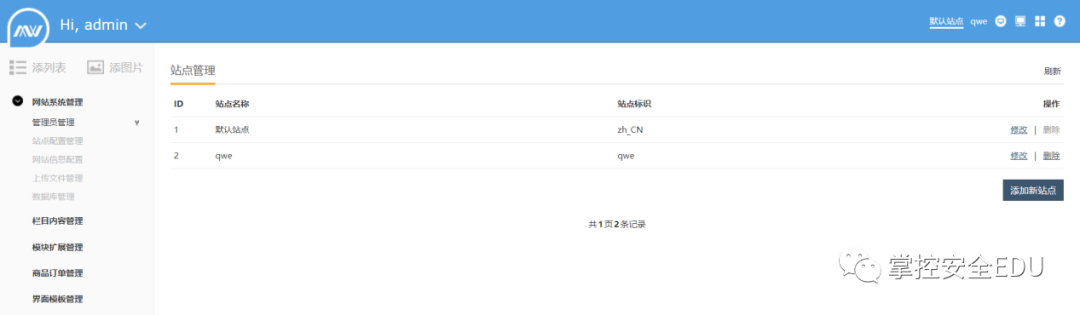 Hi, admin
默认站点 qwe
添列表 添图片
网站系统管理
管理员管理
站点配置管理
网站信息配置
上传文件管理
数据库管理
栏目内容管理
模块扩展管理
商品订单管理
界面模板管理
站点管理 刷新
ID 站点名称 站点标识 操作
1 默认站点 zh_CN 修改 | 删除
2 qwe qwe 修改 | 删除
添加新站点
共1页2条记录
掌控安全EDU